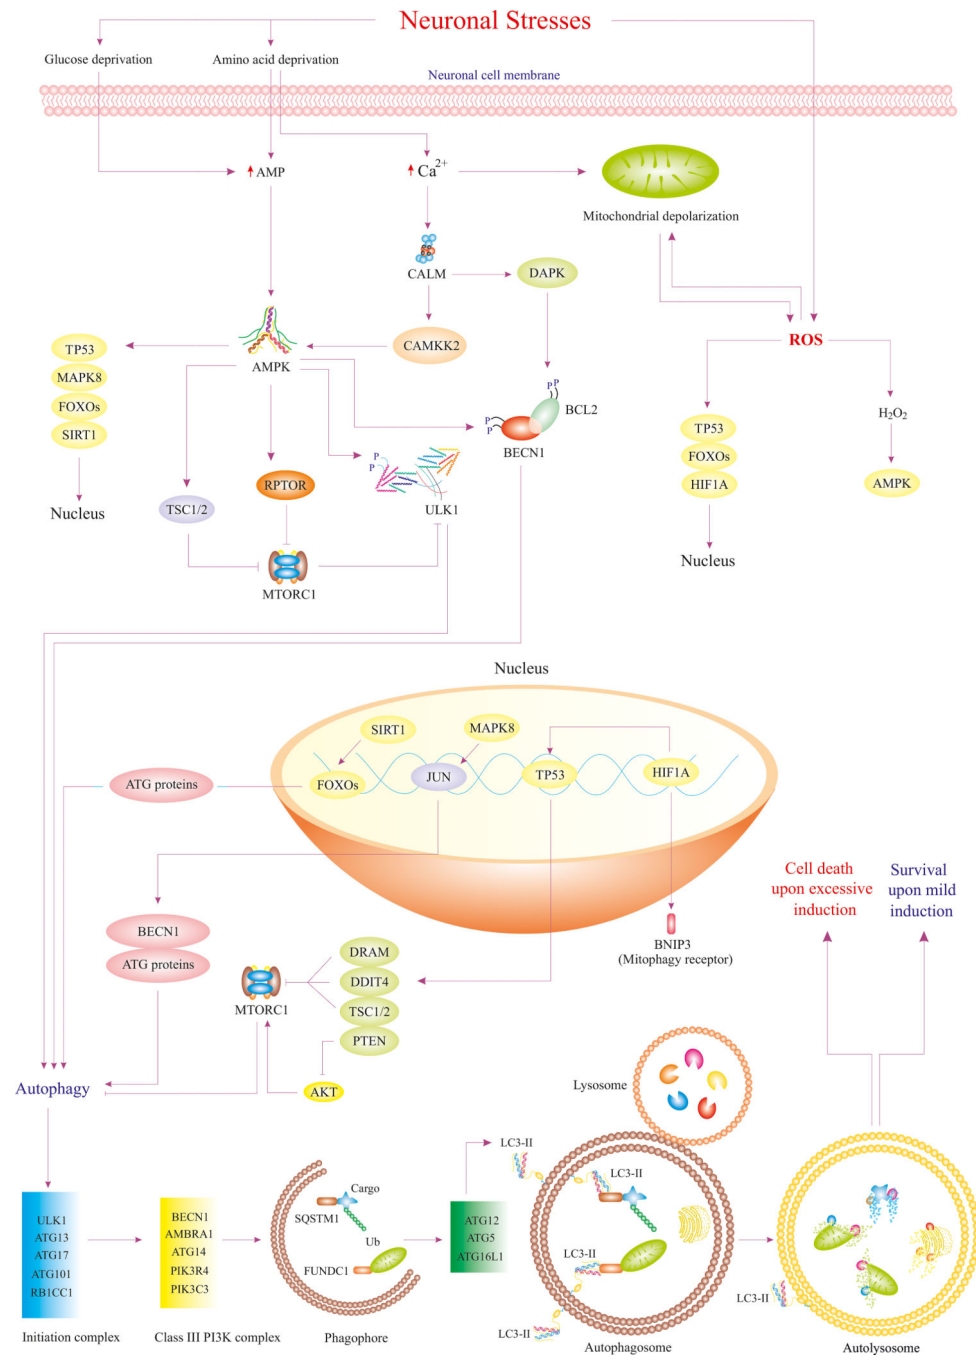 Neuronal Stresses
Glucose deprivation
Amino acid deprivation
Neuronal cell membrane
AMP
Ca2+
Mitochondrial depolarization
CALM
DAPK
CAMKK2
ROS
TP53
MAPK8
FOXOs
SIRT1
Nucleus
AMPK
P P
BCL2
P
P
BECN1
H2O2
TP53
FOXOs
HIF1A
AMPK
Nucleus
P
P
ULK1
RPTOR
TSC1/2
MTORC1
Nucleus
SIRT1
MAPK8
FOXOs
JUN
TP53
HIF1A
ATG proteins
Cell death
upon excessive
induction
Survival
upon mild
induction
BECN1
ATG proteins
BNIP3
(Mitophagy receptor)
DRAM
DDIT4
TSC1/2
PTEN
MTORC1
AKT
Autophagy
Lysosome
LC3-II
LC3-II
LC3-II
LC3-II
LC3-II
ULK1
ATG13
ATG17
ATG101
RB1CC1
BECN1
AMBRA1
ATG14
PIK3R4
PIK3C3
Cargo
SQSTM1
Ub
FUNDC1
ATG12
ATG5
ATG16L1
Initiation complex
Class III PI3K complex
Phagophore
Autophagosome
Autolysosome